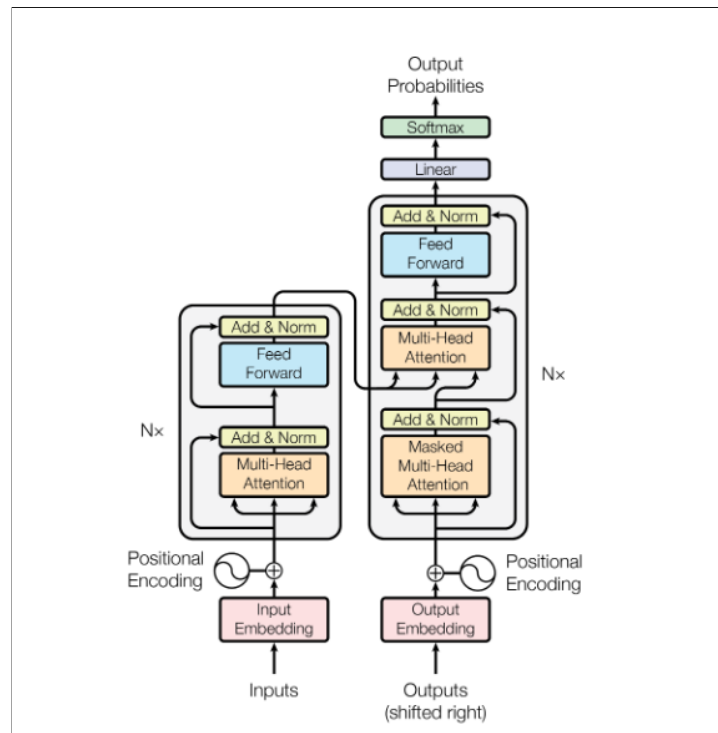 Output
Probabilities
Softmax
Linear
Add & Norm
Feed
Forward
Add & Norm
Multi-Head
Attention
Add & Norm
Masked
Multi-Head
Attention
N×
Add & Norm
Feed
Forward
Add & Norm
Multi-Head
Attention
N×
Positional
Encoding
Positional
Encoding
Input
Embedding
Output
Embedding
Inputs
Outputs
(shifted right)